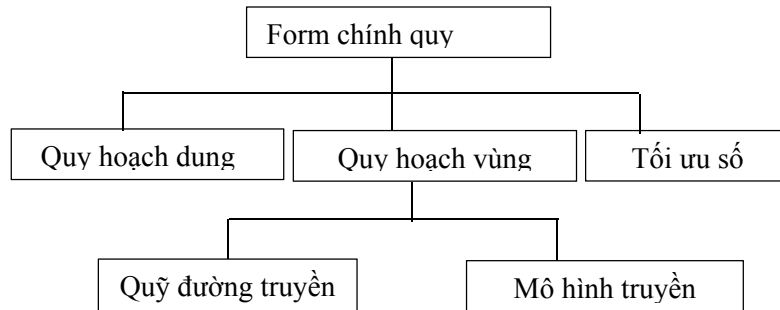 Form chính quy
Quy hoạch dung
Quy hoạch vùng
Tối ưu số
Quỹ đường truyền
Mô hình truyền